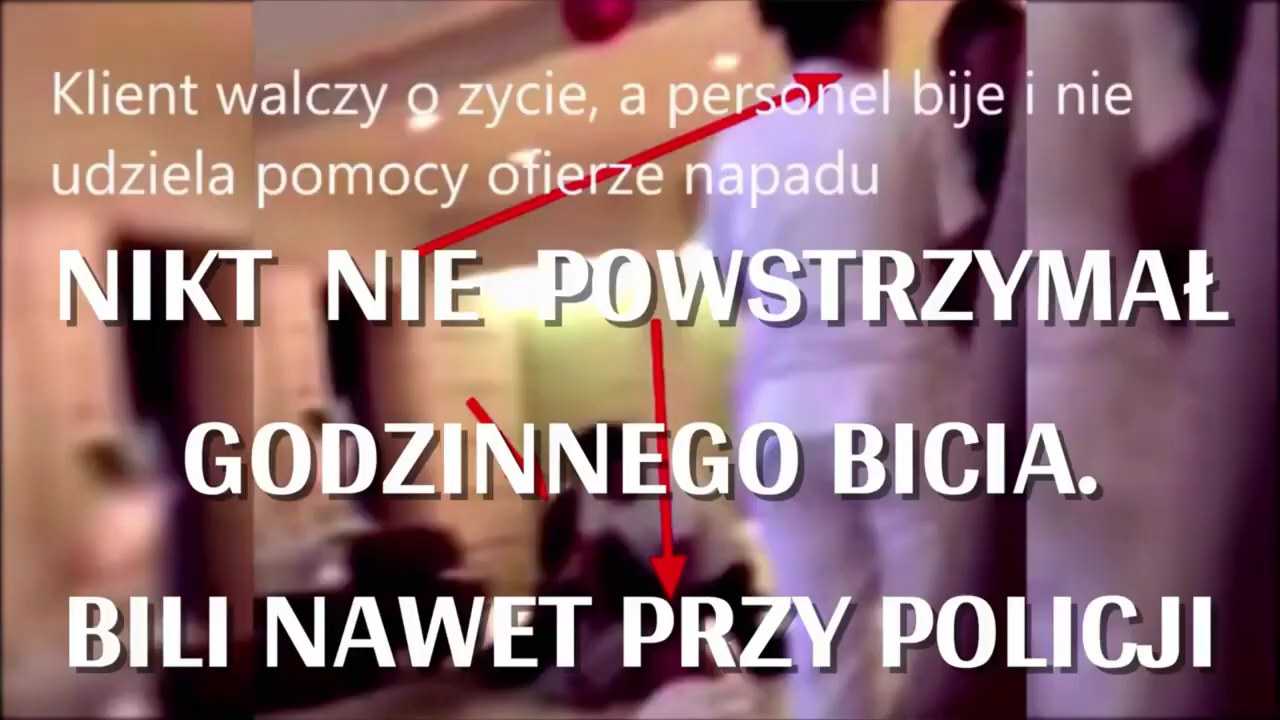 Klient walczy o zycie, a personel bije i nie
udziela pomocy ofierze napadu
NIKT NIE POWSTRZYMAŁ
GODZINNEGO BICIA.
BILI NAWET PRZY POLICJI